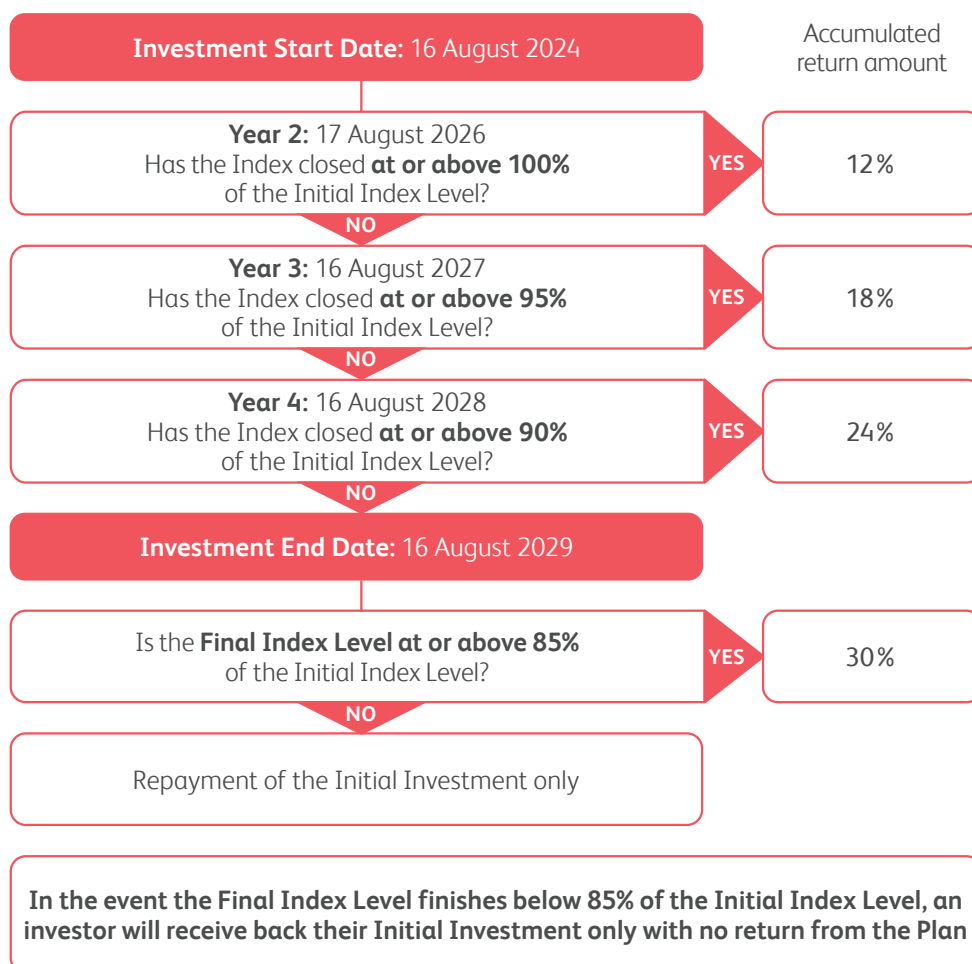 Investment Start Date: 16 August 2024
Accumulated
return amount
Year 2: 17 August 2026
Has the Index closed at or above 100%
of the Initial Index Level?
YES
12%
NO
Year 3: 16 August 2027
Has the Index closed at or above 95%
of the Initial Index Level?
YES
18%
NO
Year 4: 16 August 2028
Has the Index closed at or above 90%
of the Initial Index Level?
YES
24%
NO
Investment End Date: 16 August 2029
Is the Final Index Level at or above 85%
of the Initial Index Level?
YES
30%
NO
Repayment of the Initial Investment only
In the event the Final Index Level finishes below 85% of the Initial Index Level, an
investor will receive back their Initial Investment only with no return from the Plan